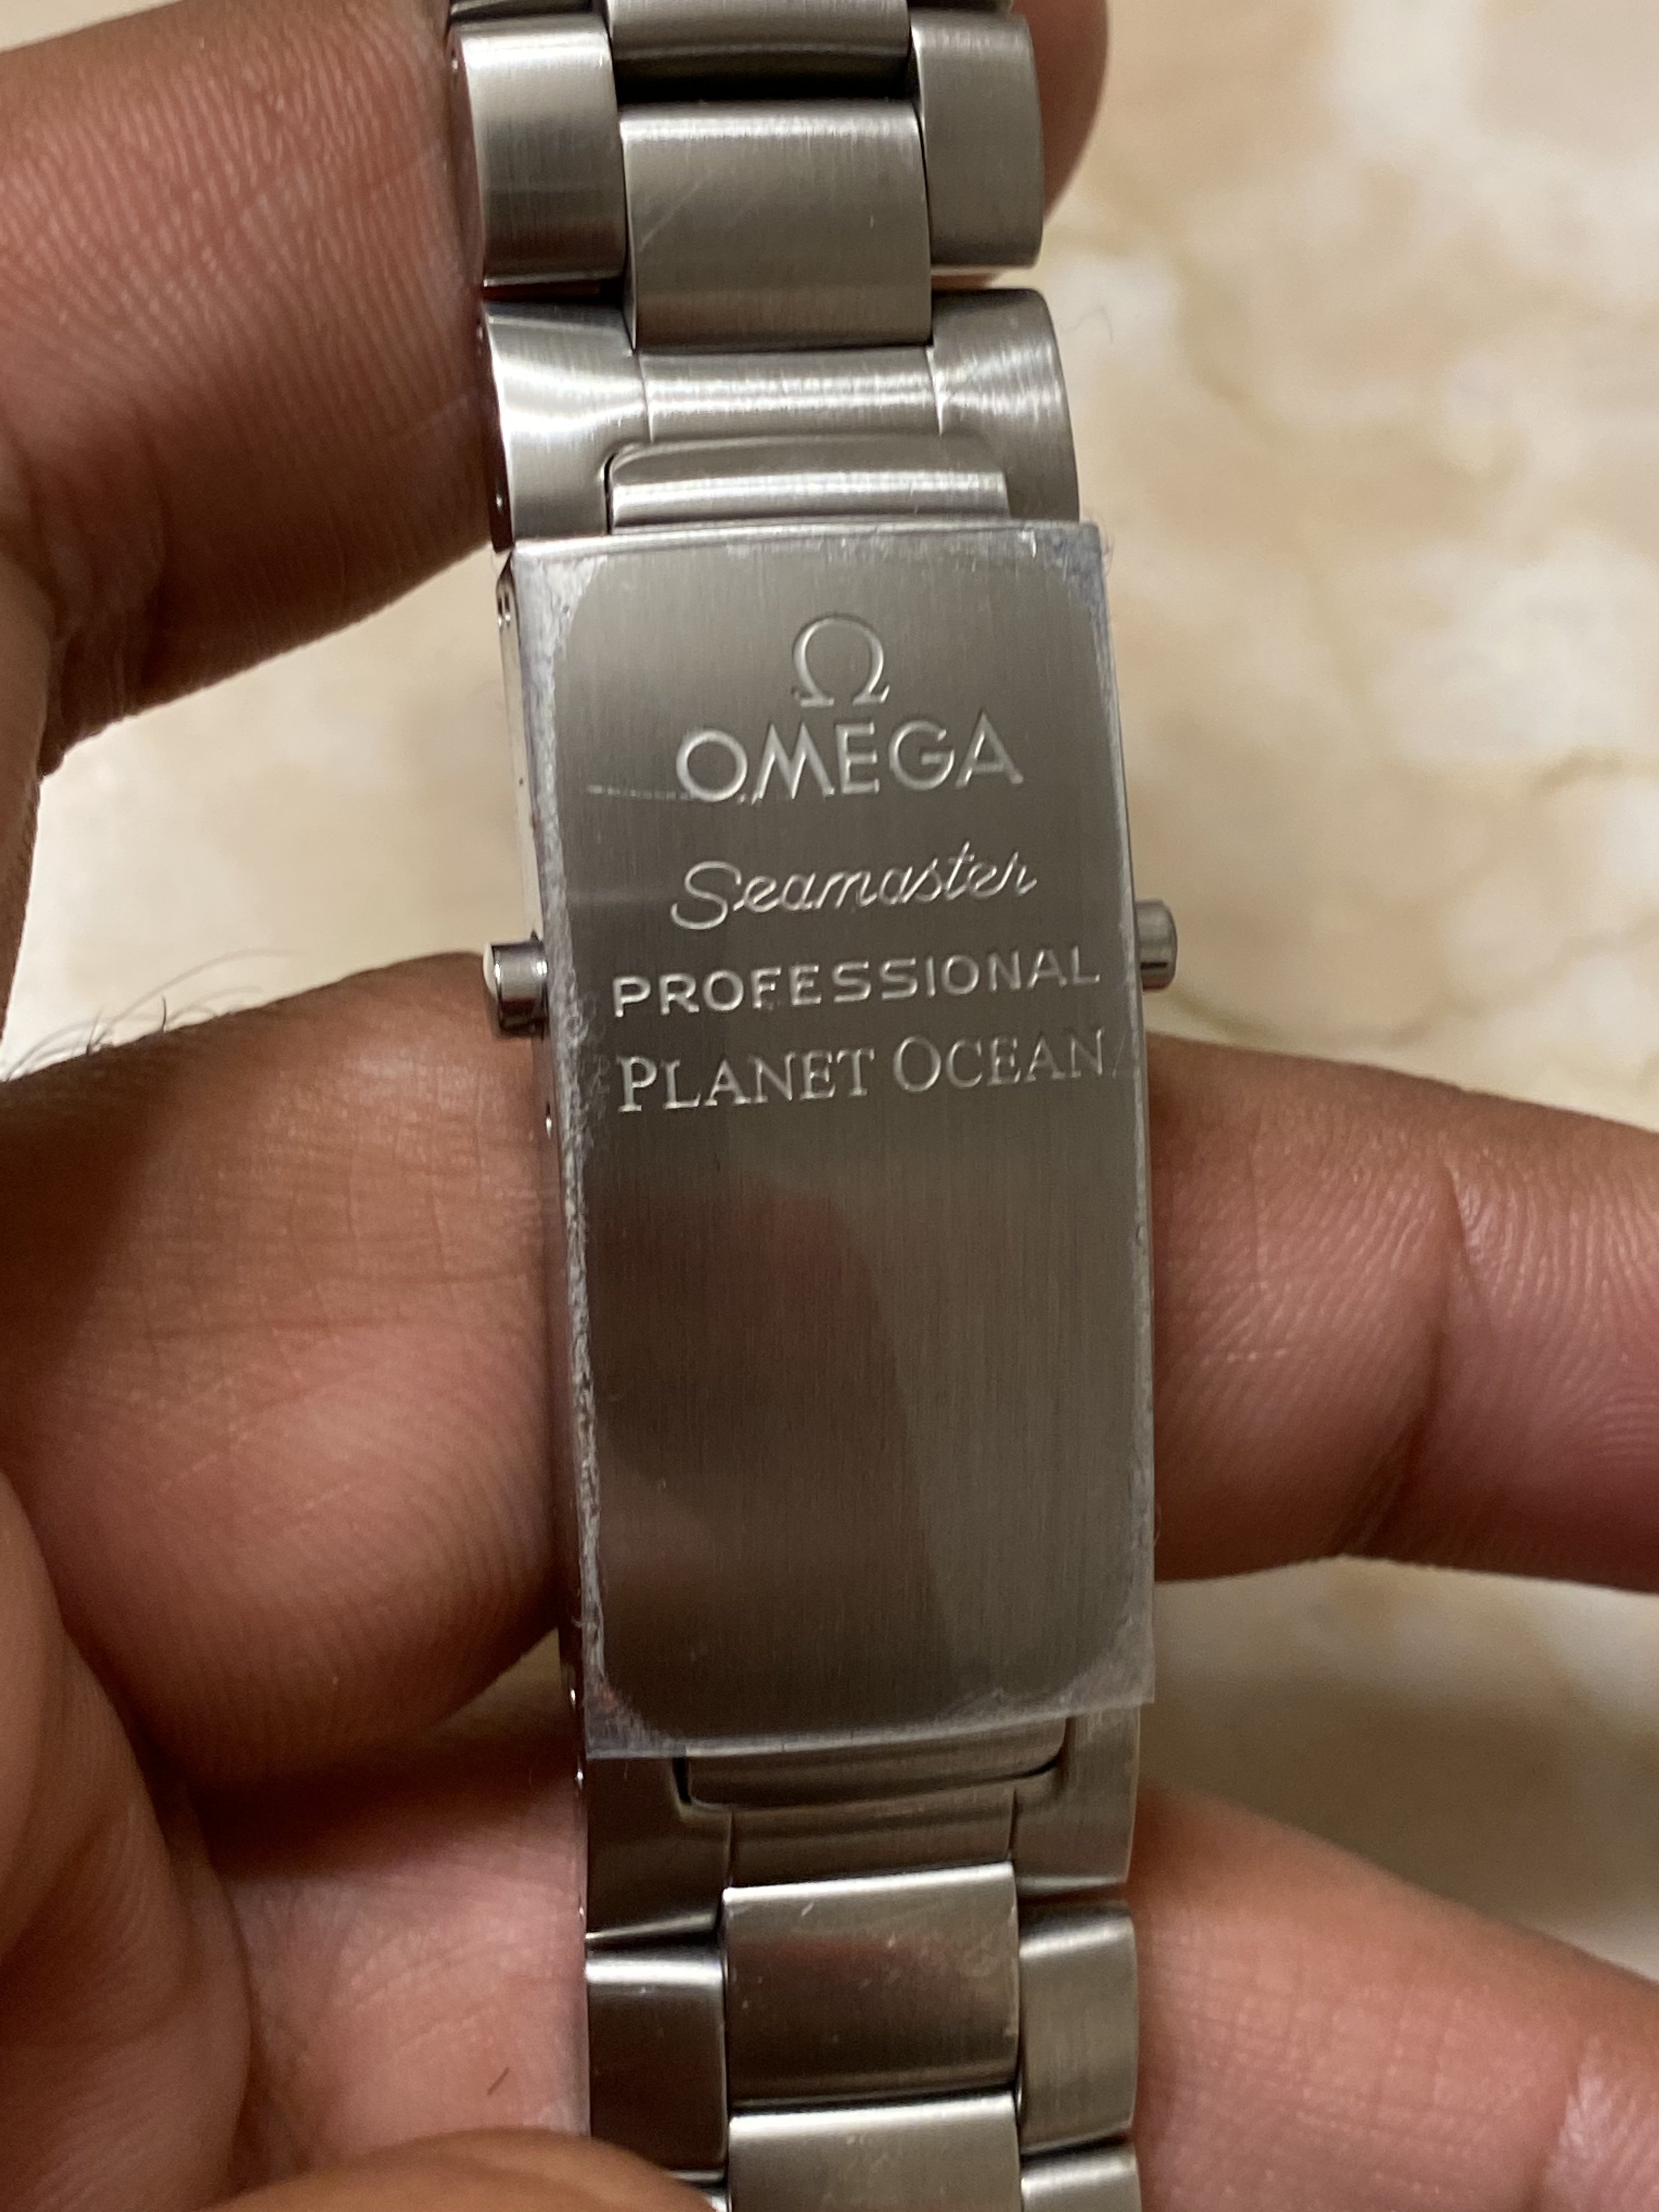 Ω
OMEGA
Seamaster
PROFESSIONAL
PLANET OCEAN